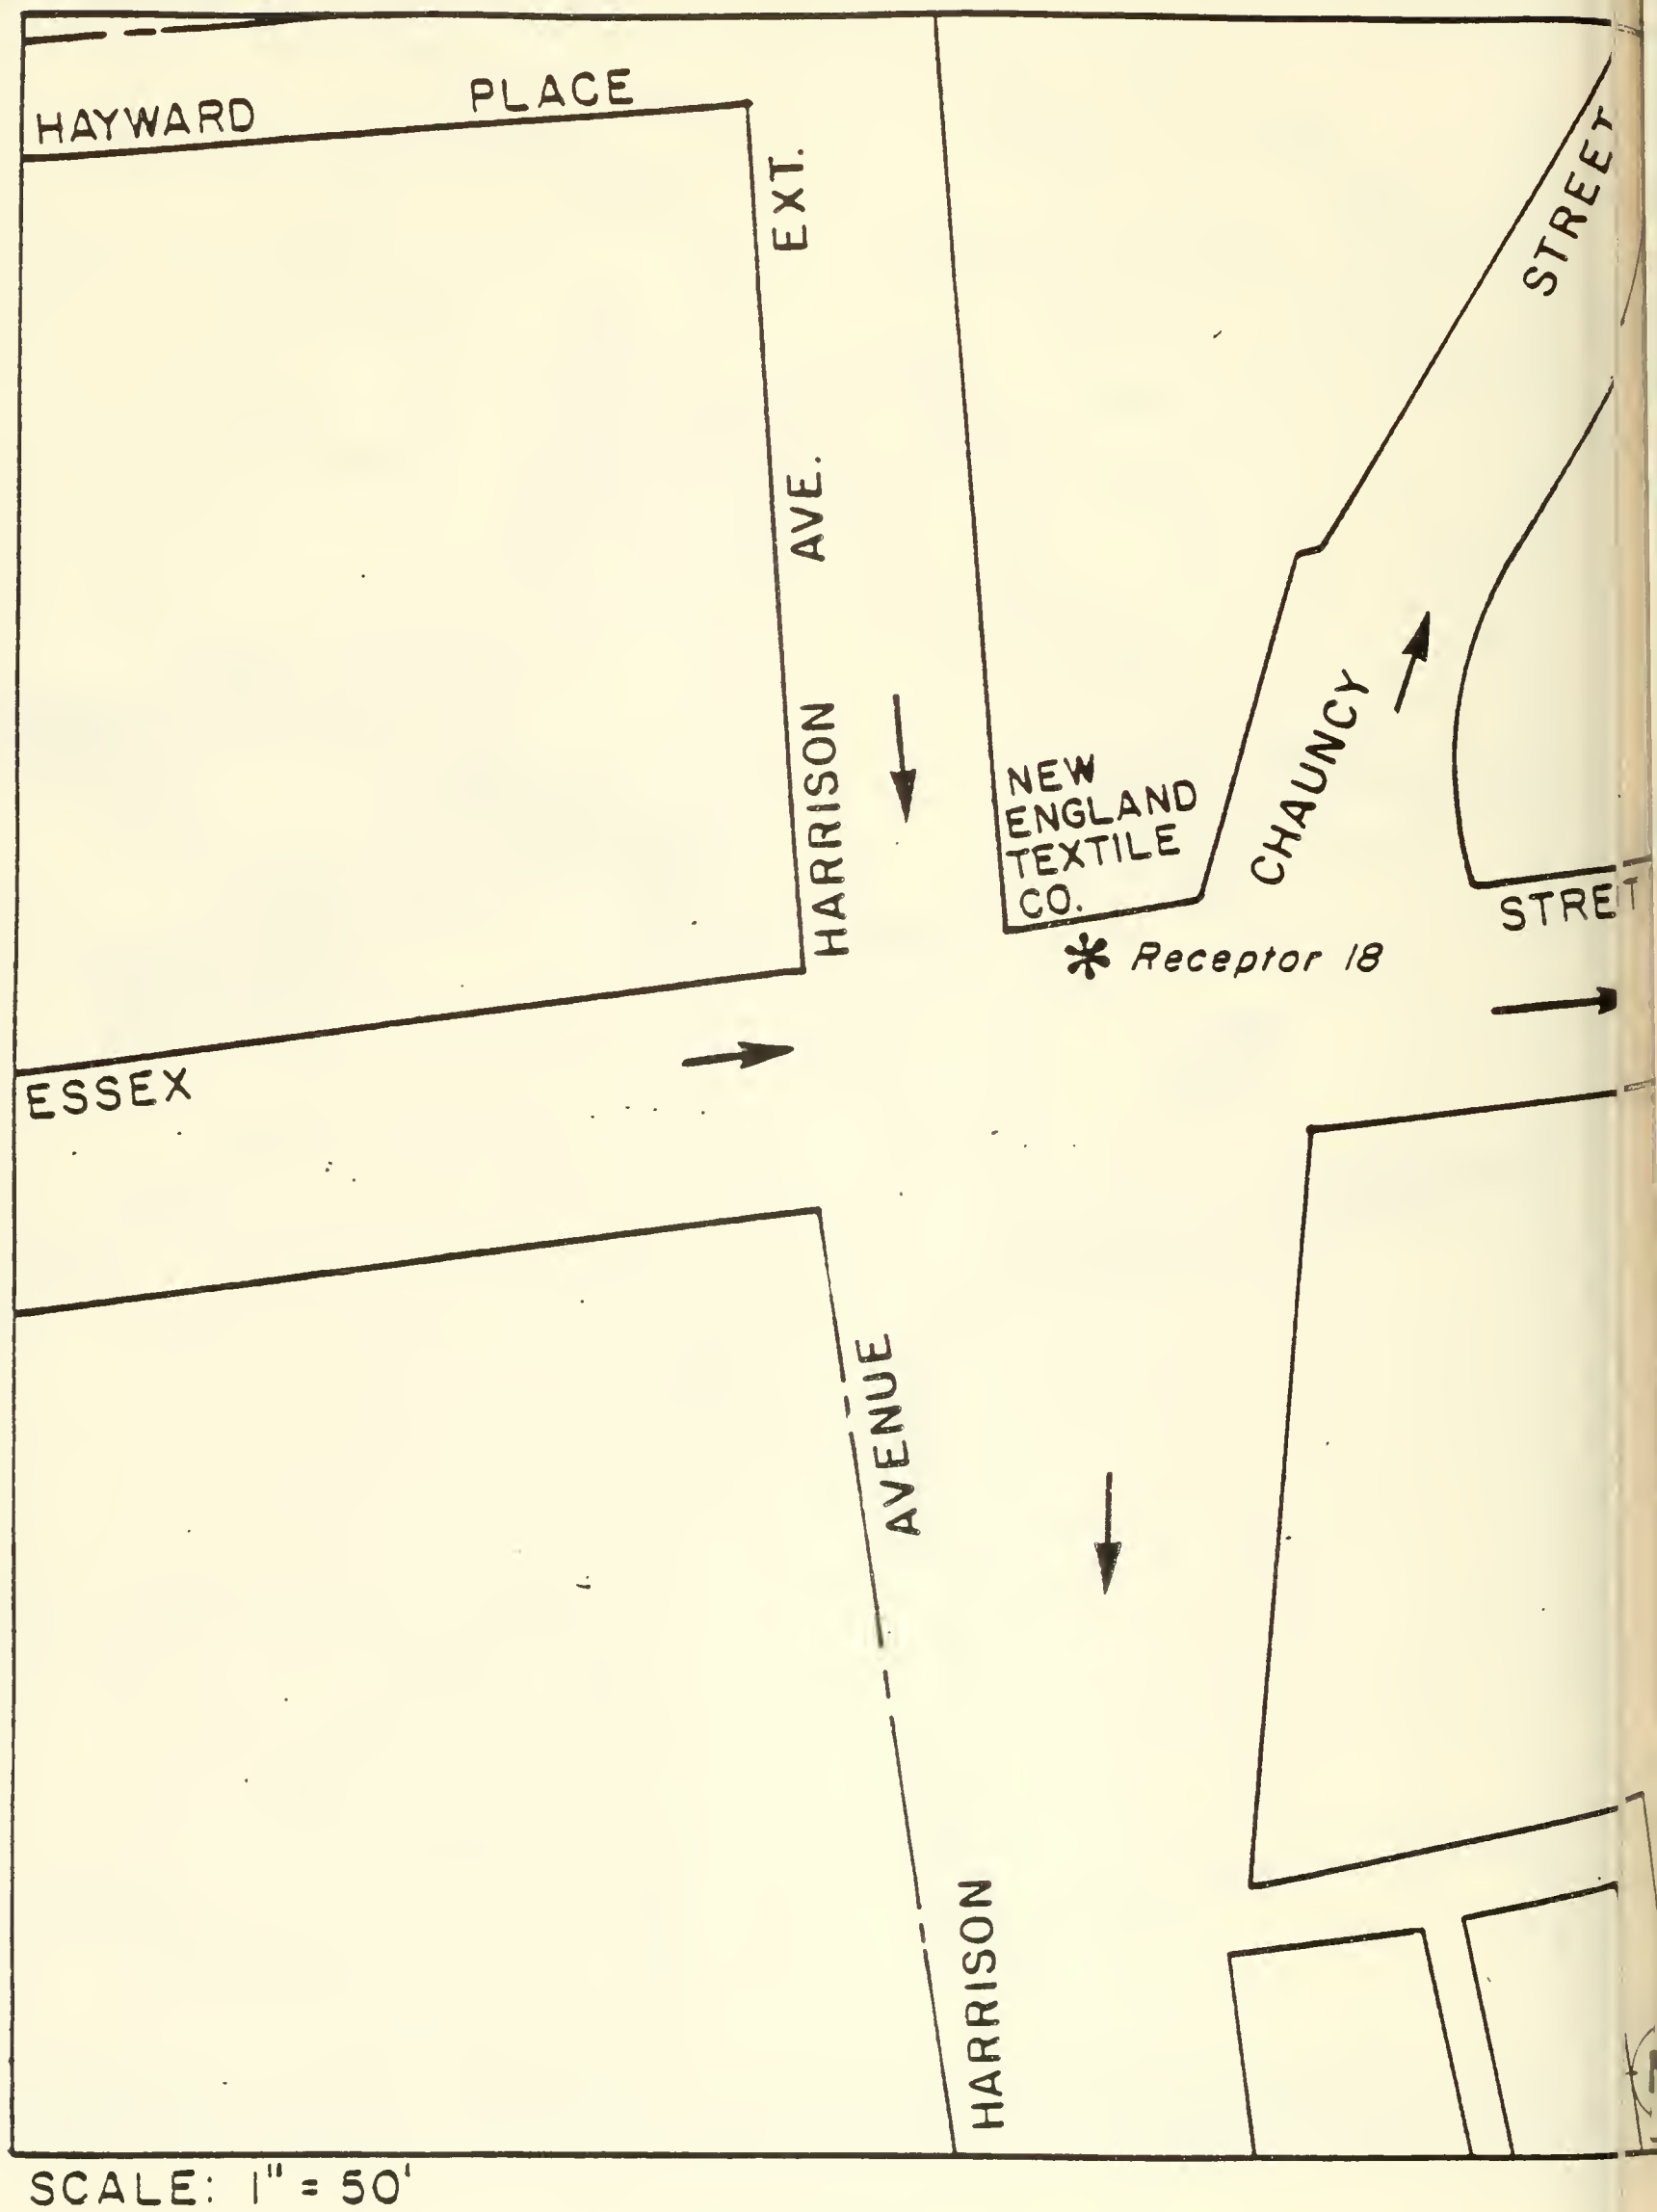 HAYWARD PLACE
HARRISON AVE. EXT.
CHAUNCY STREET
NEW
ENGLAND
TEXTILE
CO.
Receptor 18
ESSEX STREET
HARRISON AVENUE
SCALE: 1" = 50'